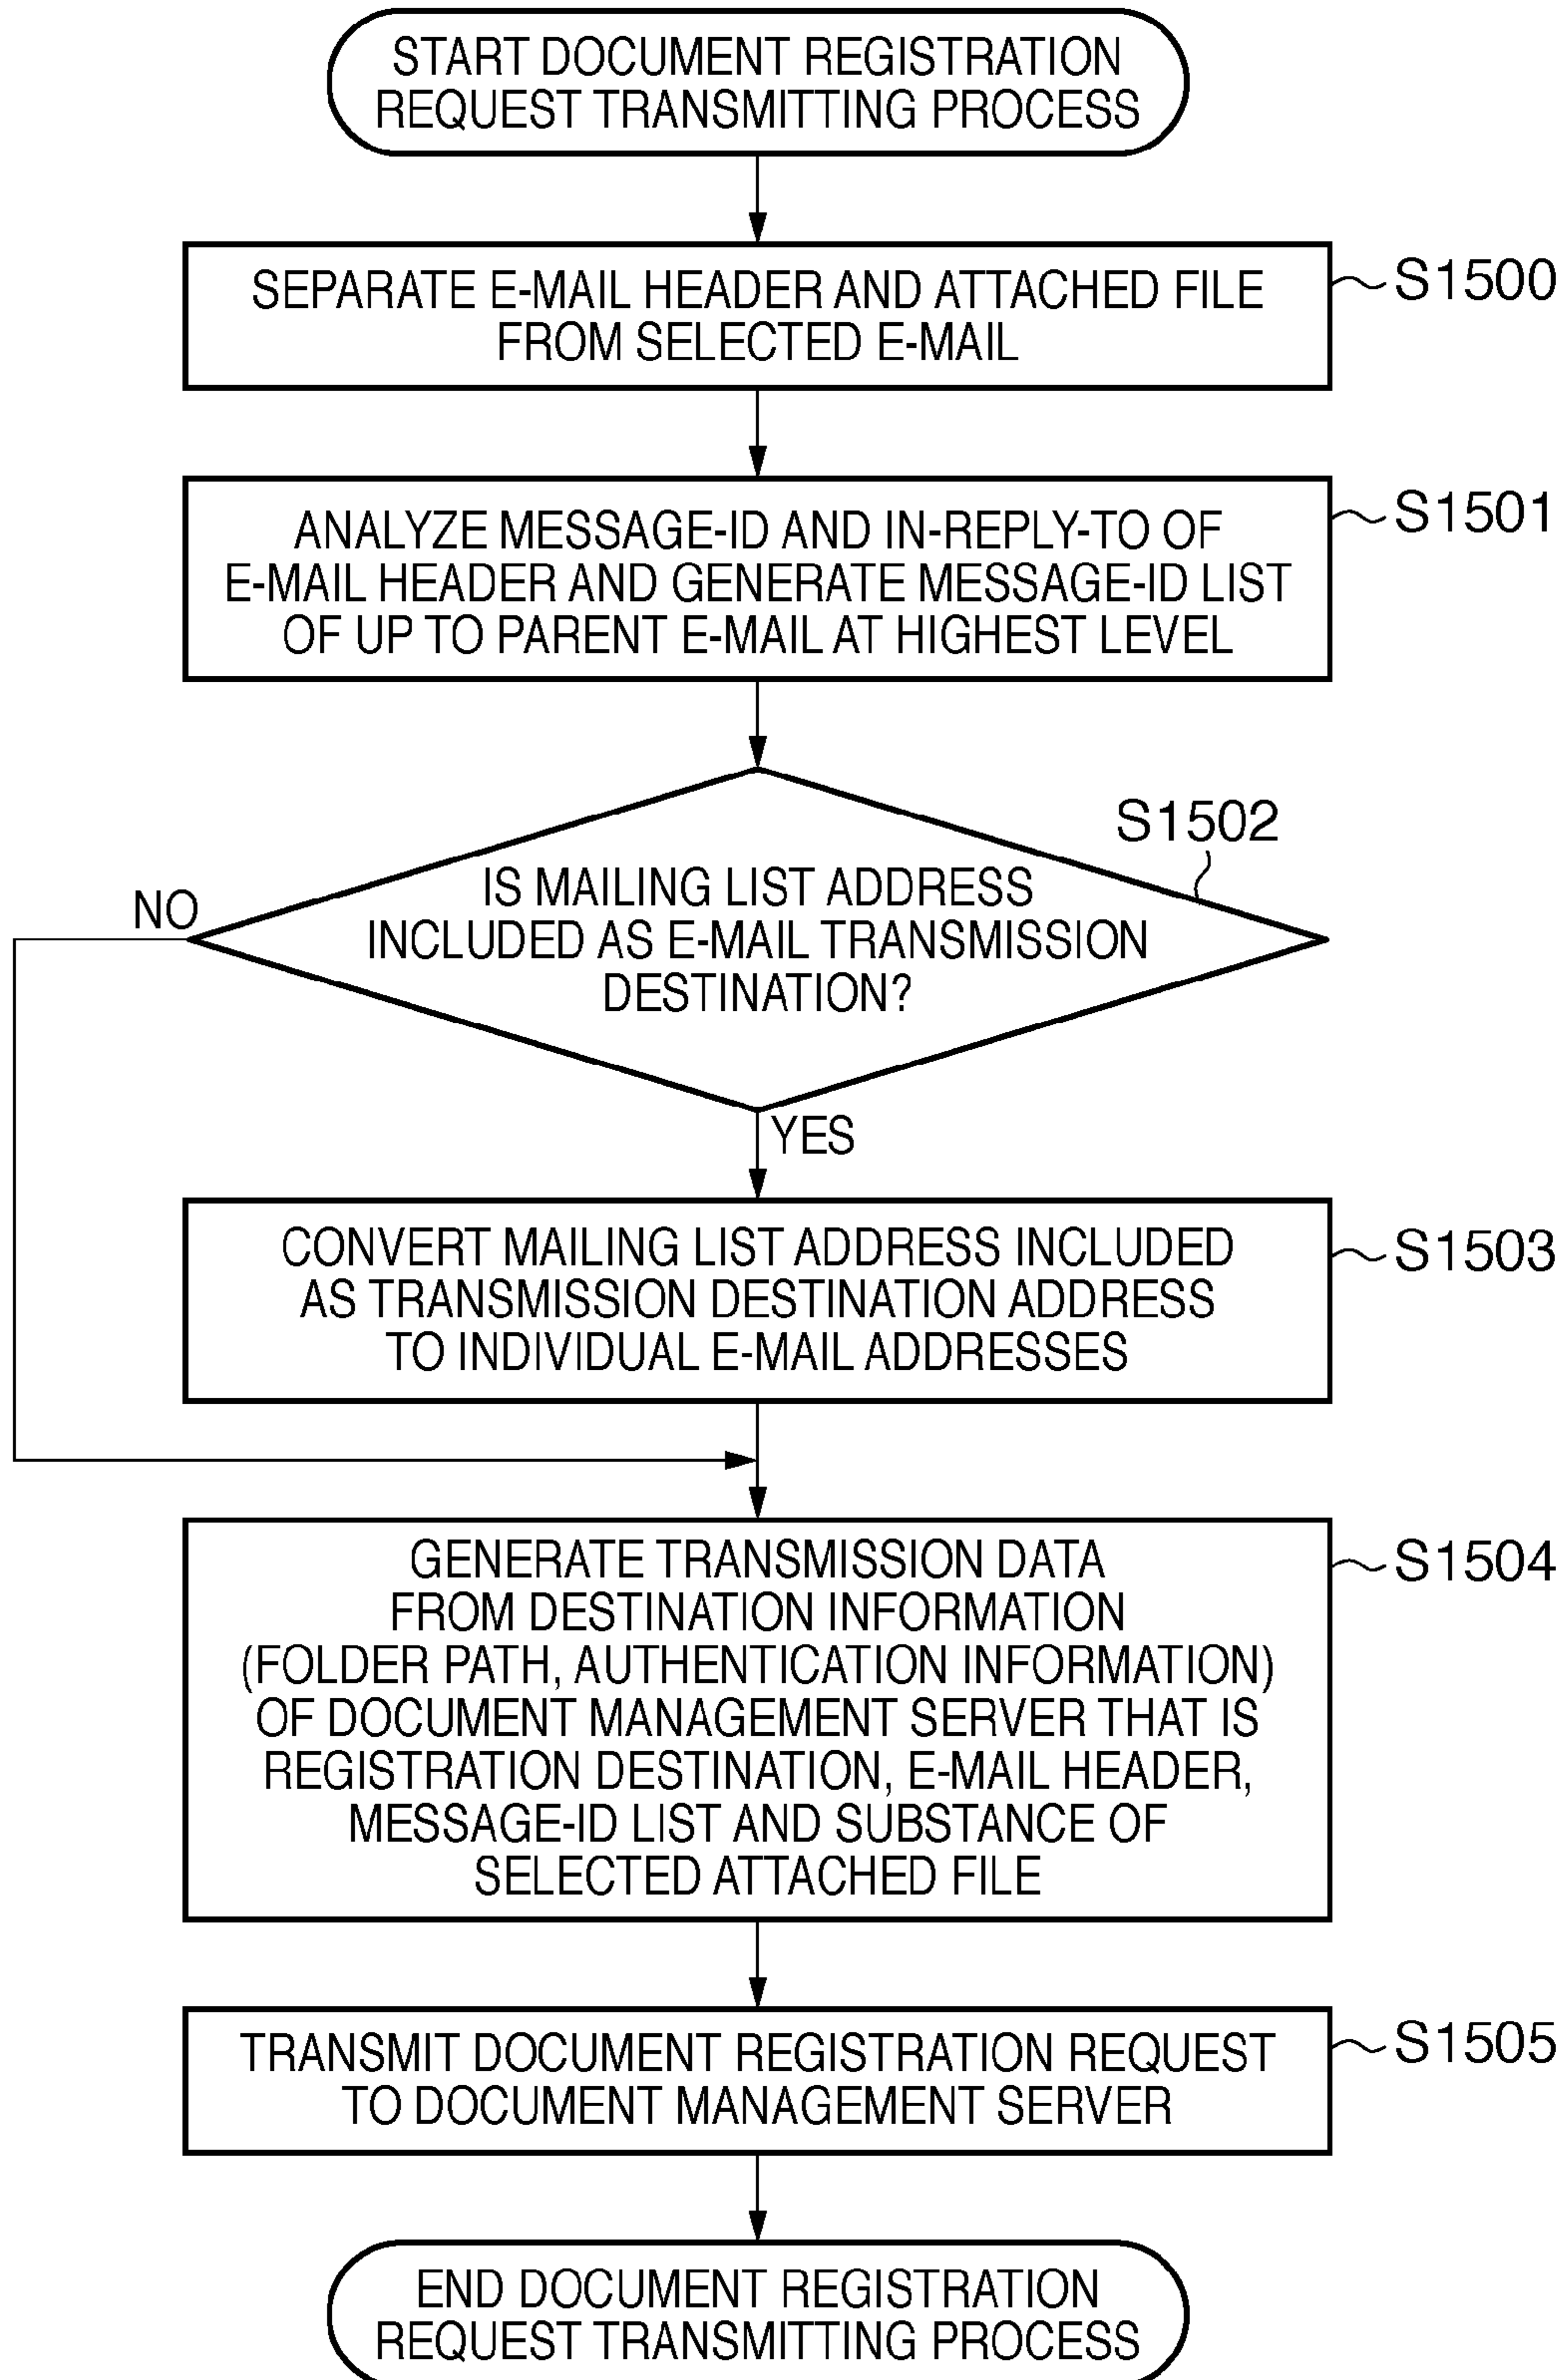 START DOCUMENT REGISTRATION
REQUEST TRANSMITTING PROCESS
SEPARATE E-MAIL HEADER AND ATTACHED FILE
FROM SELECTED E-MAIL
S1500
ANALYZE MESSAGE-ID AND IN-REPLY-TO OF
E-MAIL HEADER AND GENERATE MESSAGE-ID LIST
OF UP TO PARENT E-MAIL AT HIGHEST LEVEL
S1501
S1502
IS MAILING LIST ADDRESS
INCLUDED AS E-MAIL TRANSMISSION
DESTINATION?
NO
YES
CONVERT MAILING LIST ADDRESS INCLUDED
AS TRANSMISSION DESTINATION ADDRESS
TO INDIVIDUAL E-MAIL ADDRESSES
S1503
GENERATE TRANSMISSION DATA
FROM DESTINATION INFORMATION
(FOLDER PATH, AUTHENTICATION INFORMATION)
OF DOCUMENT MANAGEMENT SERVER THAT IS
REGISTRATION DESTINATION, E-MAIL HEADER,
MESSAGE-ID LIST AND SUBSTANCE OF
SELECTED ATTACHED FILE
S1504
TRANSMIT DOCUMENT REGISTRATION REQUEST
TO DOCUMENT MANAGEMENT SERVER
S1505
END DOCUMENT REGISTRATION
REQUEST TRANSMITTING PROCESS